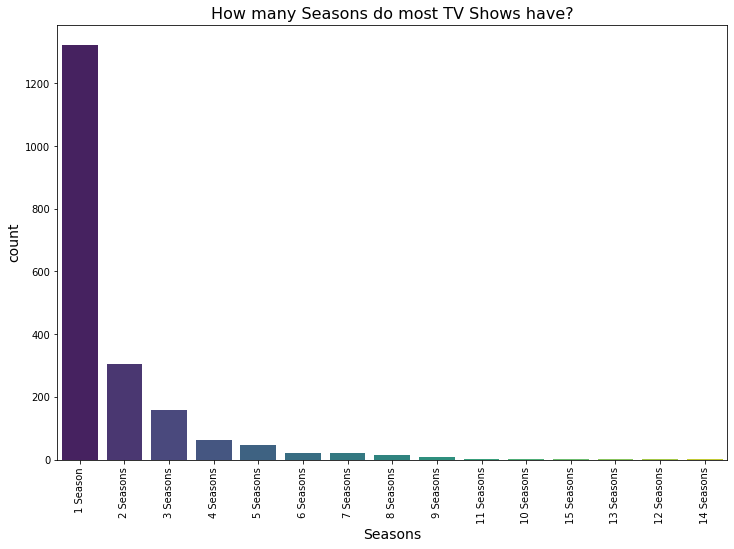 How many Seasons do most TV Shows have?
count
1200
1000
800
600
400
200
0
1 Season
2 Seasons
3 Seasons
4 Seasons
5 Seasons
6 Seasons
7 Seasons
8 Seasons
9 Seasons
11 Seasons
10 Seasons
15 Seasons
13 Seasons
12 Seasons
14 Seasons
Seasons